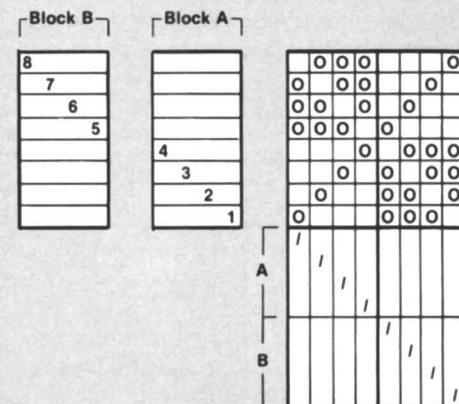 Block B Block A
8 O O O O
7 O O O O
6 O O O O
5 O O O O
4 O O O O
3 O O O O
2 O O O O
1 O O O O
/
/
A
/
/
/
/
B
/
/